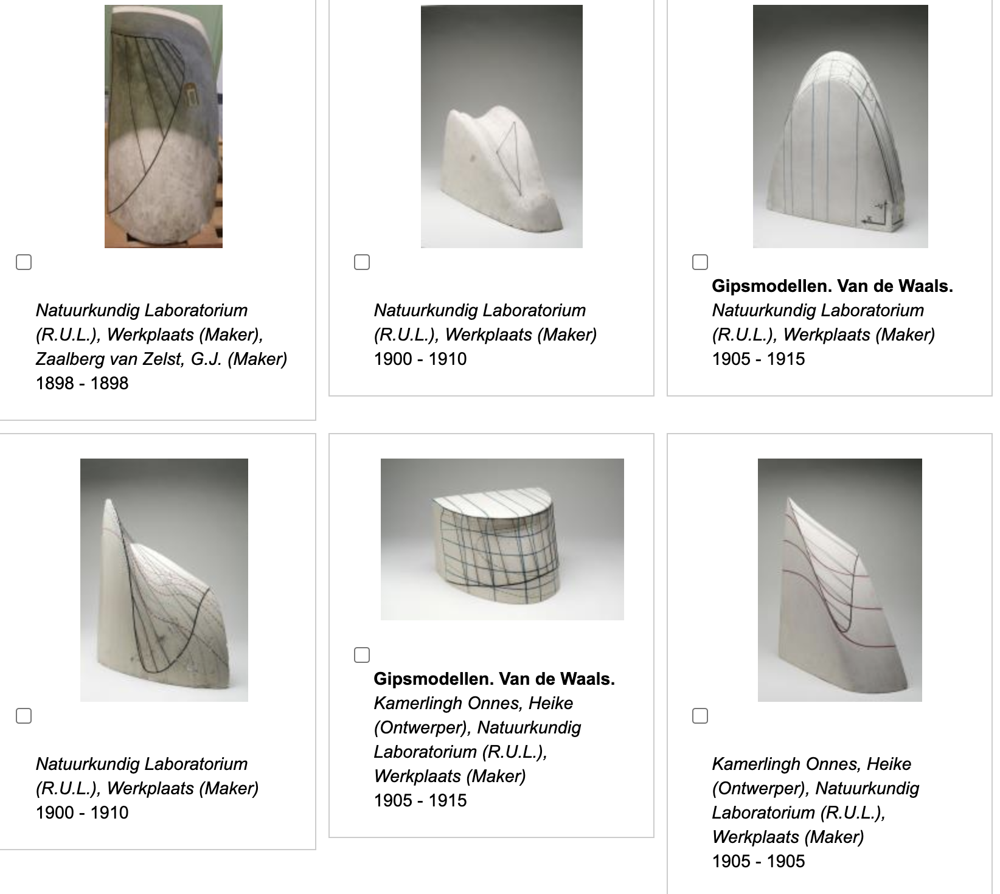 Natuurkundig Laboratorium
(R.U.L.), Werkplaats (Maker),
Zaalberg van Zelst, G.J. (Maker)
1898 - 1898
Natuurkundig Laboratorium
(R.U.L.), Werkplaats (Maker)
1900 - 1910
Gipsmodellen. Van de Waals.
Natuurkundig Laboratorium
(R.U.L.), Werkplaats (Maker)
1905 - 1915
Natuurkundig Laboratorium
(R.U.L.), Werkplaats (Maker)
1900 - 1910
Gipsmodellen. Van de Waals.
Kamerlingh Onnes, Heike
(Ontwerper), Natuurkundig
Laboratorium (R.U.L.),
Werkplaats (Maker)
1905 - 1915
Kamerlingh Onnes, Heike
(Ontwerper), Natuurkundig
Laboratorium (R.U.L.),
Werkplaats (Maker)
1905 - 1905